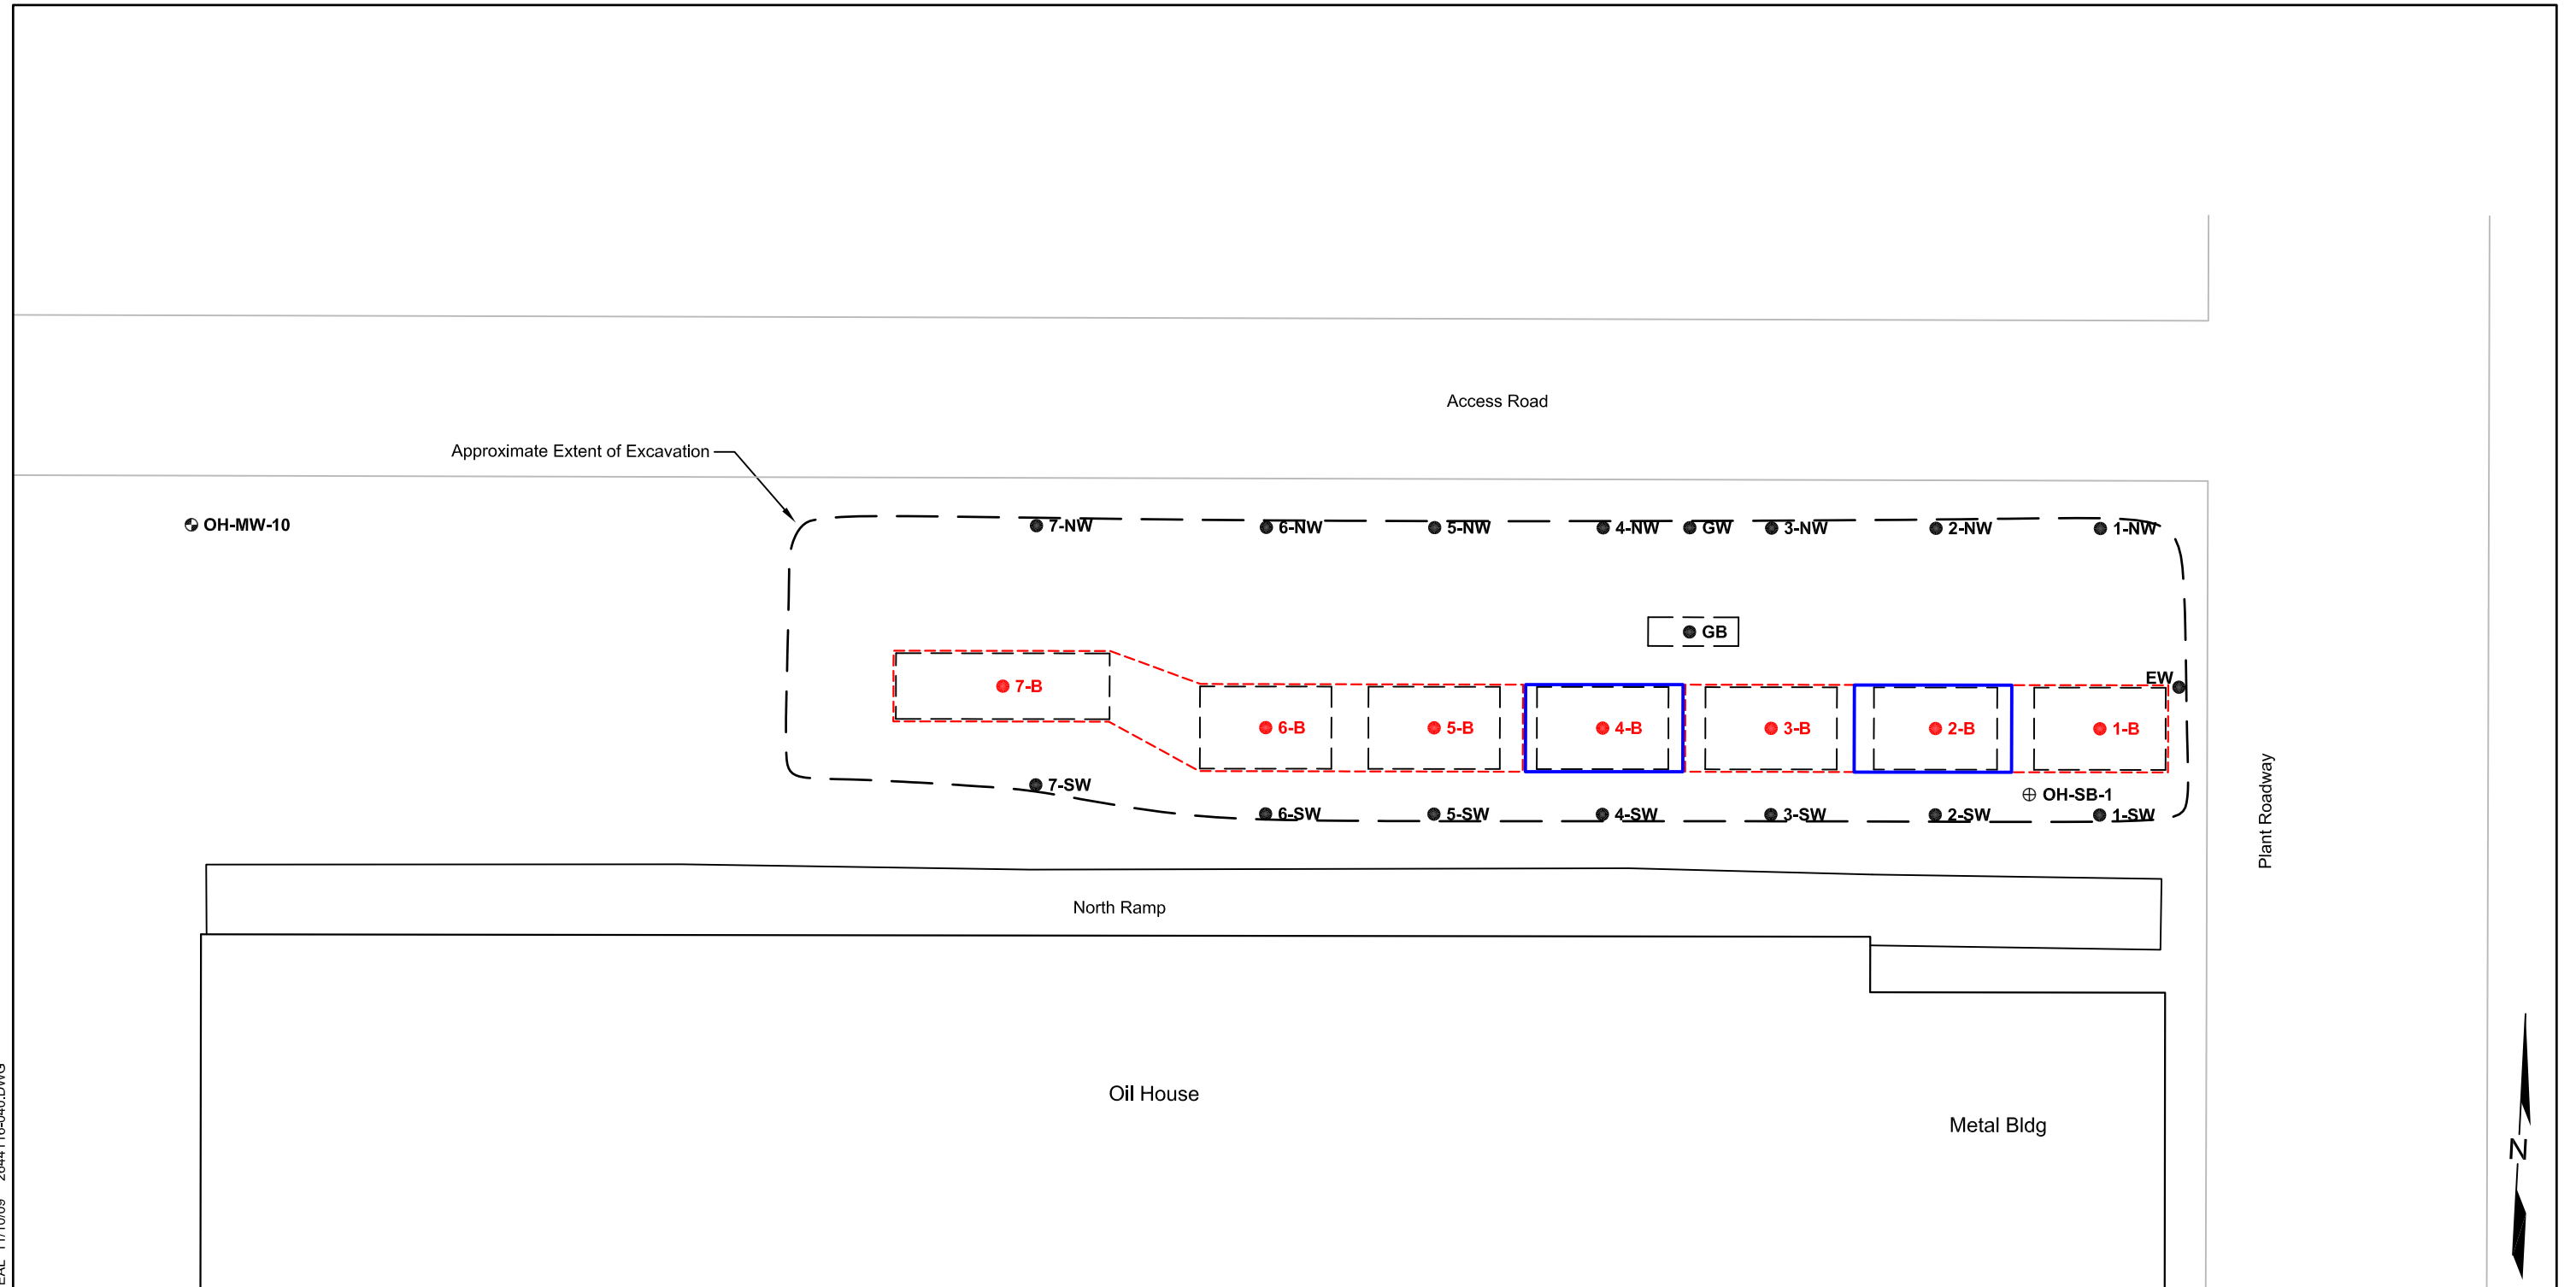 Access Road
Approximate Extent of Excavation
OH-MW-10
7-NW
6-NW
5-NW
4-NW
GW
3-NW
2-NW
1-NW
GB
EW
7-B
6-B
5-B
4-B
3-B
2-B
1-B
7-SW
OH-SB-1
6-SW
5-SW
4-SW
3-SW
2-SW
1-SW
Plant Roadway
North Ramp
Oil House
Metal Bldg
N